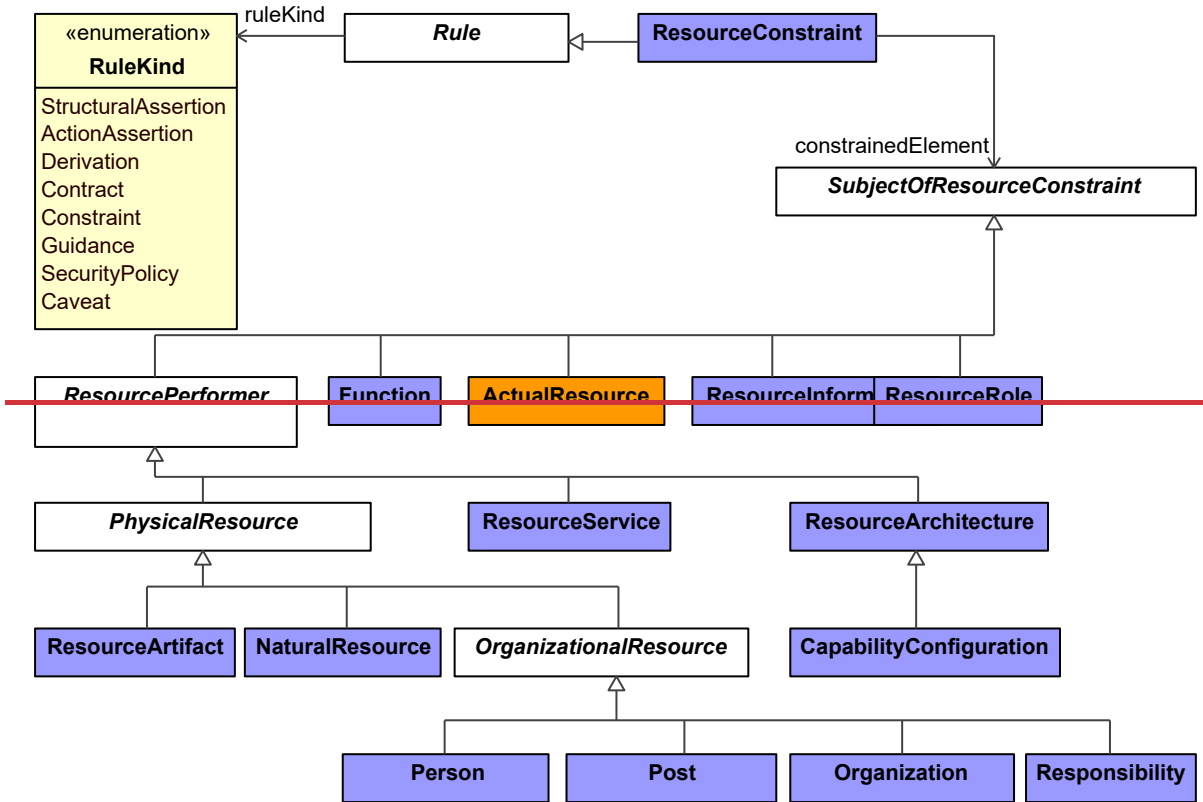 «enumeration»
RuleKind
StructuralAssertion
ActionAssertion
Derivation
Contract
Constraint
Guidance
SecurityPolicy
Caveat
ruleKind
Rule
ResourceConstraint
constrainedElement
SubjectOfResourceConstraint
ResourcePerformer
Function
ActualResource
ResourceInform
ResourceRole
PhysicalResource
ResourceService
ResourceArchitecture
ResourceArtifact
NaturalResource
OrganizationalResource
CapabilityConfiguration
Person
Post
Organization
Responsibility